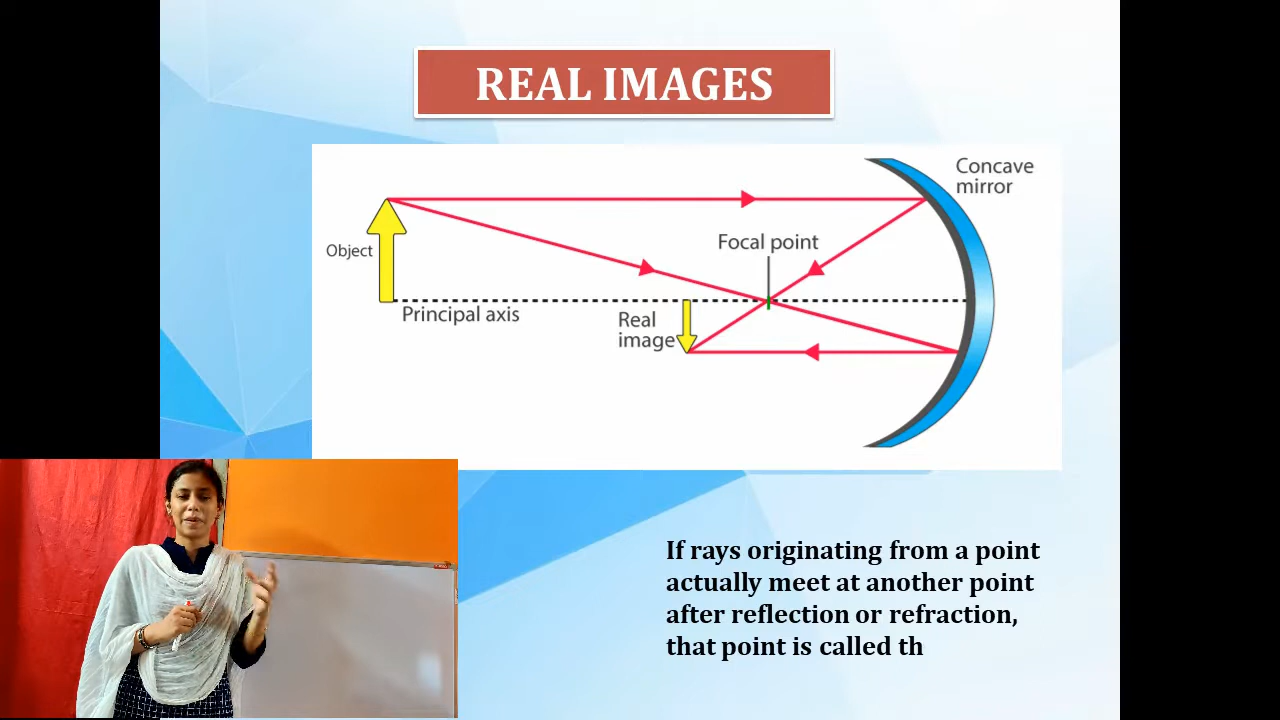 REAL IMAGES
Concave
mirror
Focal point
Object
Principal axis
Real
image
If rays originating from a point
actually meet at another point
after reflection or refraction,
that point is called th